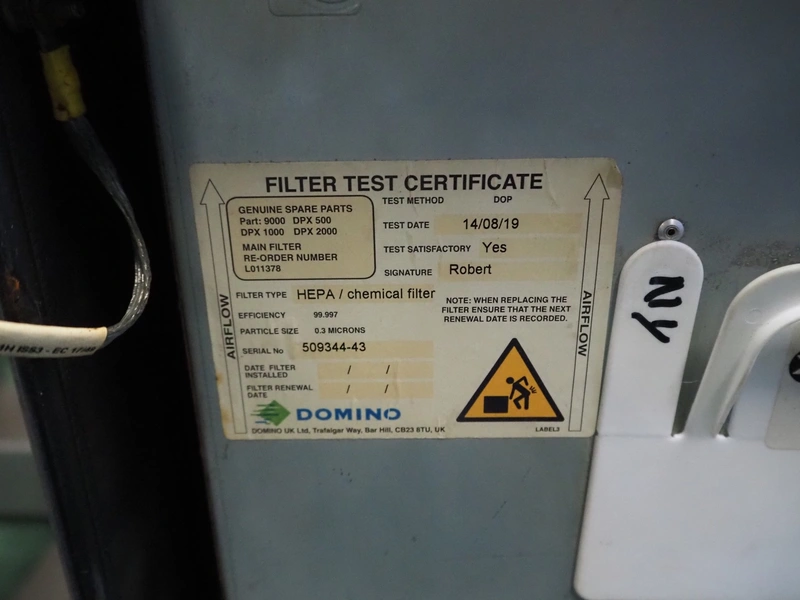 FILTER TEST CERTIFICATE
GENUINE SPARE PARTS
Part: 9000 DPX 500
DPX 1000 DPX 2000
MAIN FILTER
RE-ORDER NUMBER
L011378
TEST METHOD DOP
TEST DATE 14/08/19
TEST SATISFACTORY Yes
SIGNATURE Robert
FILTER TYPE HEPA / chemical filter
EFFICIENCY 99.997
PARTICLE SIZE 0.3 MICRONS
SERIAL No 509344-43
DATE FILTER INSTALLED / /
FILTER RENEWAL DATE / /
NOTE: WHEN REPLACING THE
FILTER ENSURE THAT THE NEXT
RENEWAL DATE IS RECORDED.
AIRFLOW
AIRFLOW
DOMINO
DOMINO UK Ltd, Trafalgar Way, Bar Hill, CB23 8TU, UK
LABEL3
NY